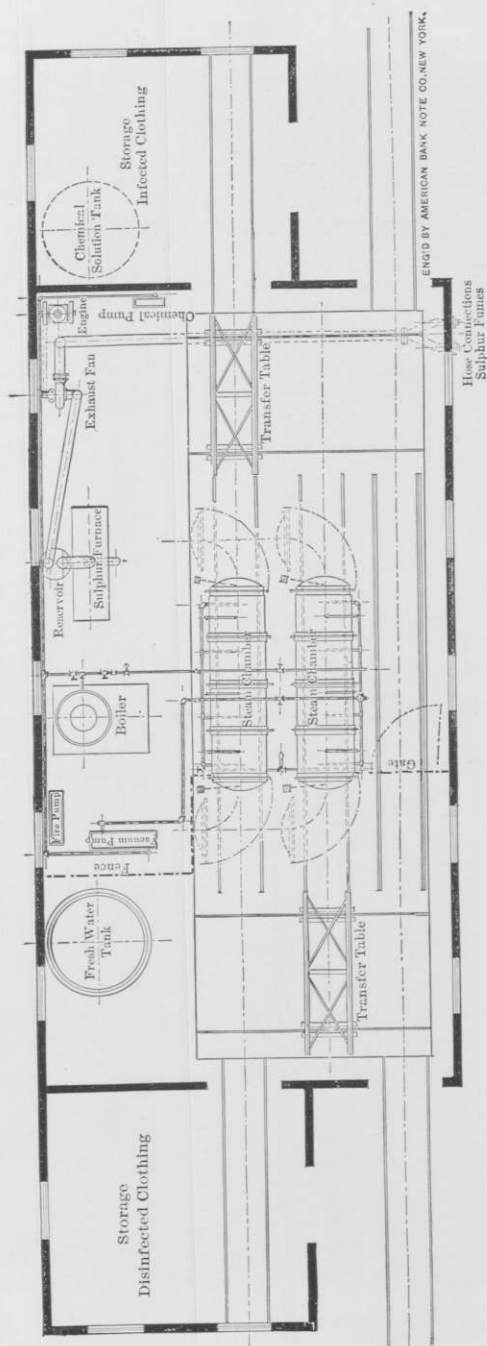 Storage
Infected Clothing
Chemical
Solution Tank
Engine
Chemical Pump
Exhaust Fan
Transfer Table
Hose Connections
Sulphur Fumes
Reservoir
Sulphur Furnace
Steam Chamber
Steam Chamber
Boiler
Gate
Fire Pump
Vacuum Pump
Fence
Fresh Water
Tank
Transfer Table
Storage
Disinfected Clothing
ENG'D BY AMERICAN BANK NOTE CO. NEW YORK.